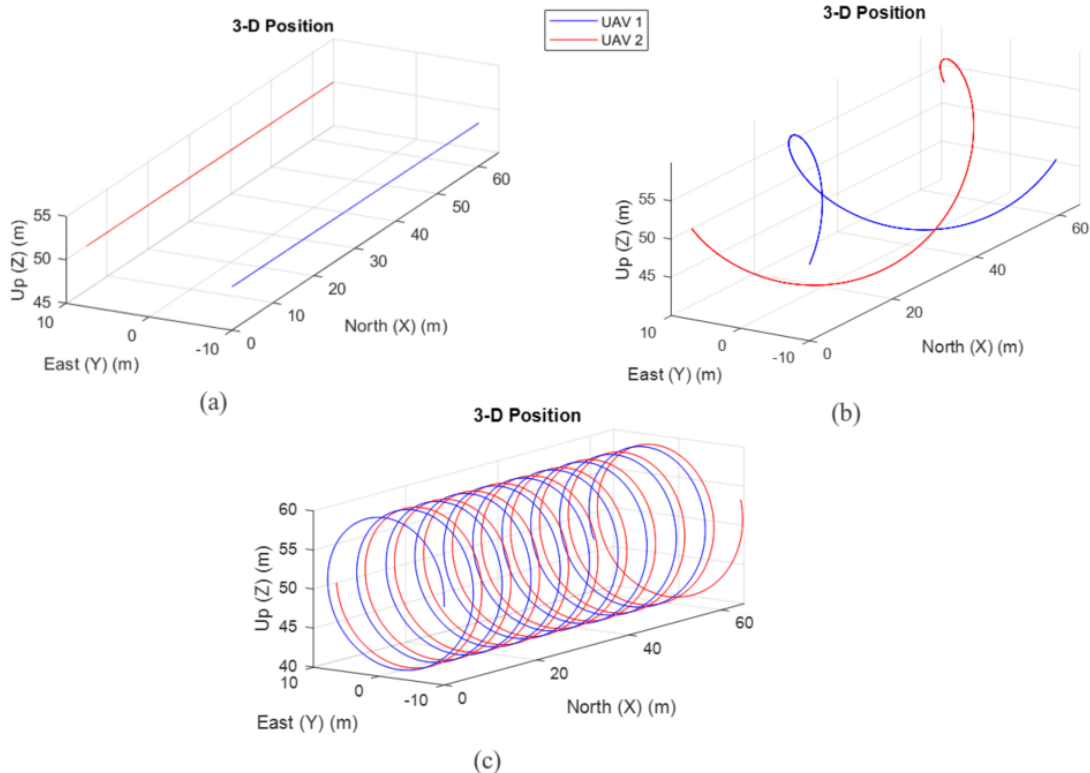 3-D Position
UAV 1
UAV 2
3-D Position
Up (Z) (m)
55
50
45
10
0
-10
East (Y) (m)
0
10
20
30
40
50
60
North (X) (m)
(a)
Up (Z) (m)
55
50
45
10
0
-10
East (Y) (m)
0
20
40
60
North (X) (m)
(b)
3-D Position
Up (Z) (m)
60
55
50
45
40
10
0
-10
East (Y) (m)
0
20
40
60
North (X) (m)
(c)